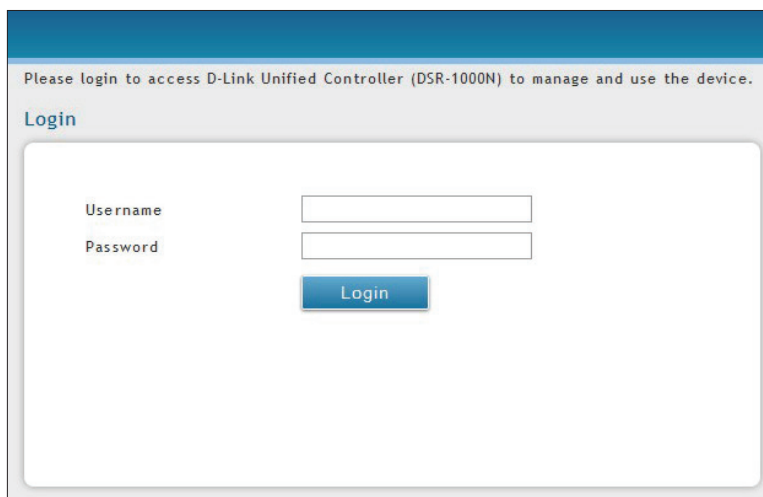 Please login to access D-Link Unified Controller (DSR-1000N) to manage and use the device.
Login
Username
Password
Login